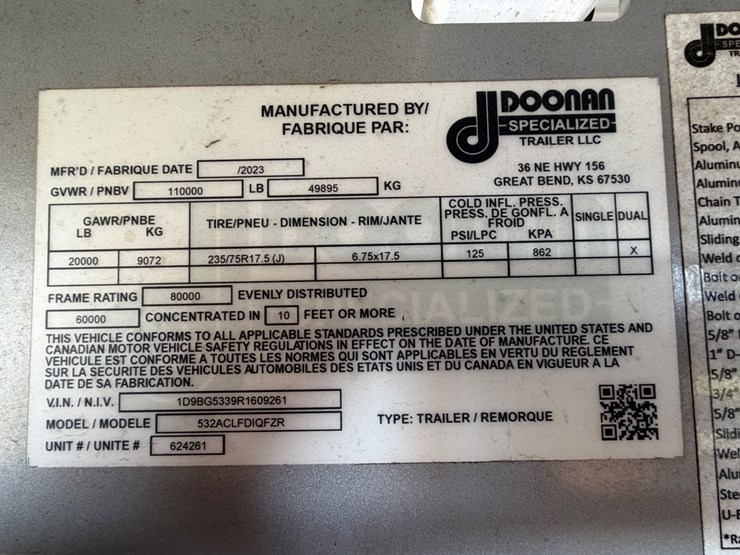 MANUFACTURED BY/
FABRIQUE PAR:
DOONAN
SPECIALIZED
TRAILER LLC
36 NE HWY 156
GREAT BEND, KS 67530
MFR'D / FABRIQUE DATE /2023
GVWR / PNBV 110000 LB 49895 KG
GAWR/PNBE
LB KG
TIRE/PNEU - DIMENSION - RIM/JANTE
COLD INFL. PRESS.
PRESS. DE GONFL. A
FROID
PSI/LPC KPA
SINGLE DUAL
20000 9072 235/75R17.5 (J) 6.75x17.5 125 862 X
FRAME RATING 80000 EVENLY DISTRIBUTED
60000 CONCENTRATED IN 10 FEET OR MORE
THIS VEHICLE CONFORMS TO ALL APPLICABLE STANDARDS PRESCRIBED UNDER THE UNITED STATES AND
CANADIAN MOTOR VEHICLE SAFETY REGULATIONS IN EFFECT ON THE DATE OF MANUFACTURE. CE
VEHICULE EST CONFORME A TOUTES LES NORMES QUI SONT APPLICABLES EN VERTU DU REGLEMENT
SUR LA SECURITE DES VEHICULES AUTOMOBILES DES ETATS UNIS ET DU CANADA EN VIGUEUR A LA
DATE DE SA FABRICATION.
V.I.N. / N.I.V. 1D9BG5339R1609261
MODEL / MODELE 532ACLFDIQFZR
UNIT # / UNITE # 624261
TYPE: TRAILER / REMORQUE
DO
SPE
TR
Stake Po
Spool, A
Aluminu
Aluminu
Chain T
Alumin
Sliding
Weld o
Bolt o
Weld
Bolt o
5/8"
1" D-
5/8"
3/4"
5/8"
Slidi
Wel
Alu
Ste
U-B
*Ra